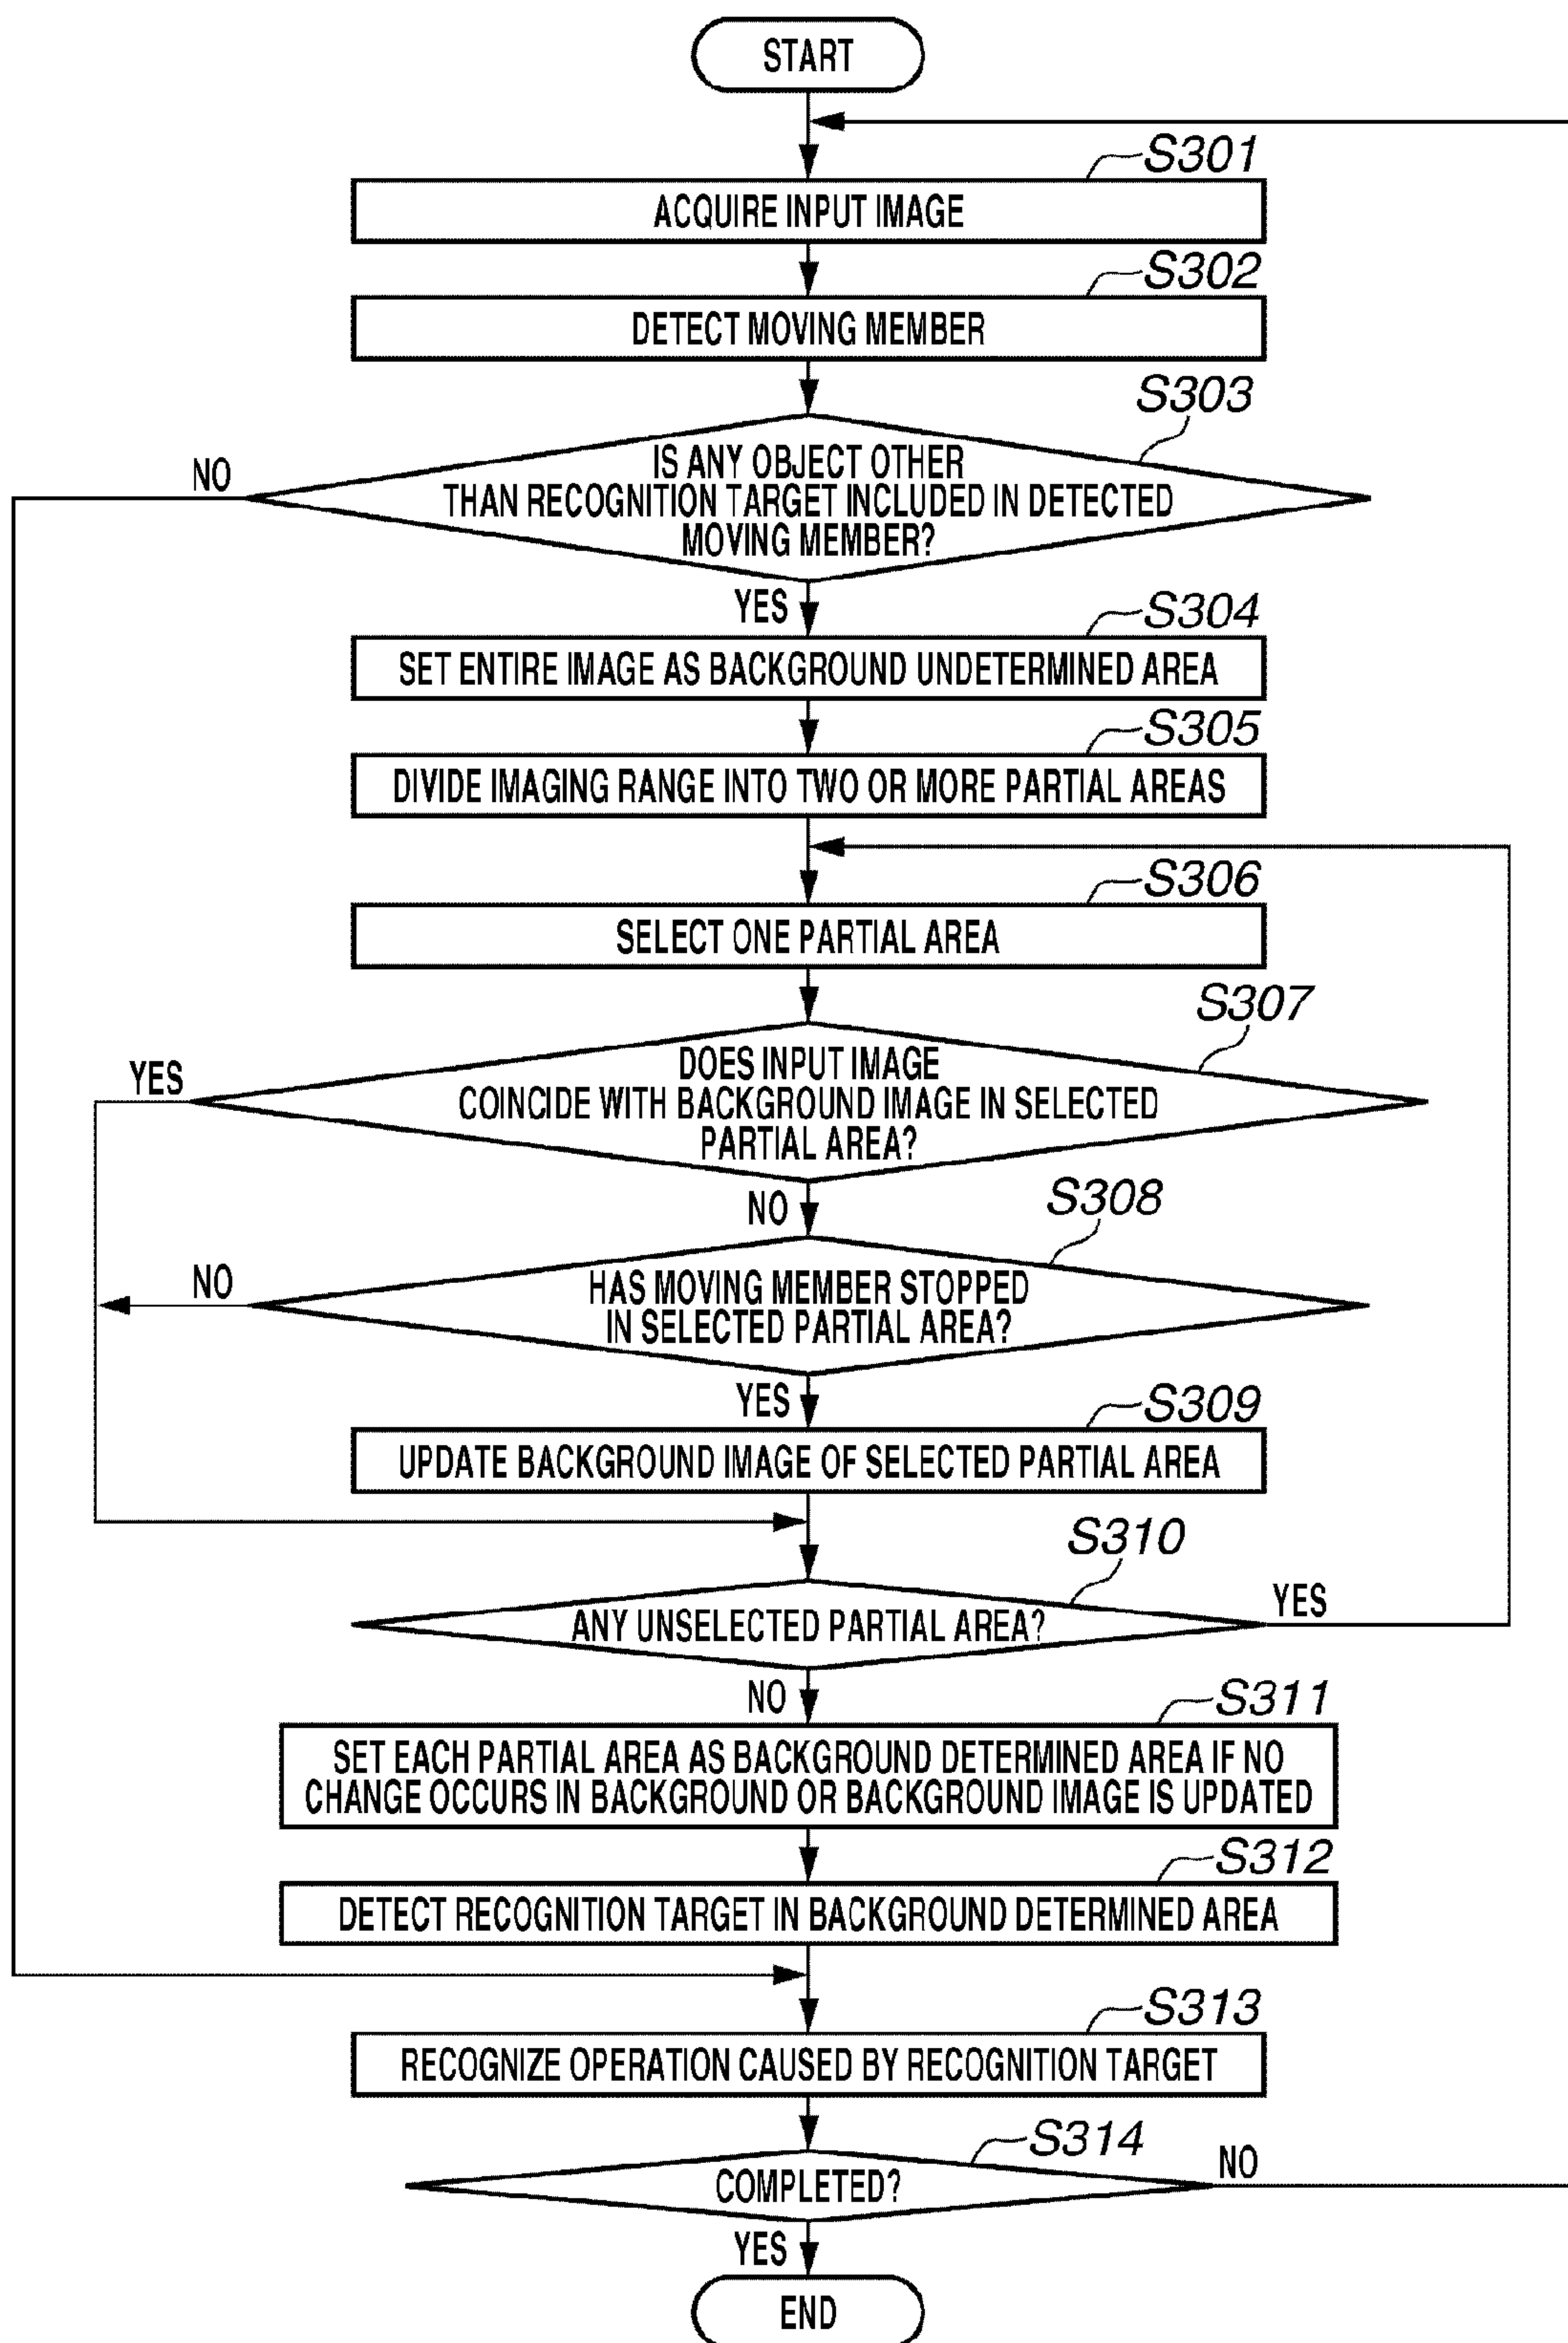 START
S301
ACQUIRE INPUT IMAGE
S302
DETECT MOVING MEMBER
S303
NO
IS ANY OBJECT OTHER
THAN RECOGNITION TARGET INCLUDED IN DETECTED
MOVING MEMBER?
YES
S304
SET ENTIRE IMAGE AS BACKGROUND UNDETERMINED AREA
S305
DIVIDE IMAGING RANGE INTO TWO OR MORE PARTIAL AREAS
S306
SELECT ONE PARTIAL AREA
S307
YES
DOES INPUT IMAGE
COINCIDE WITH BACKGROUND IMAGE IN SELECTED
PARTIAL AREA?
NO
S308
NO
HAS MOVING MEMBER STOPPED
IN SELECTED PARTIAL AREA?
YES
S309
UPDATE BACKGROUND IMAGE OF SELECTED PARTIAL AREA
S310
ANY UNSELECTED PARTIAL AREA?
YES
NO
S311
SET EACH PARTIAL AREA AS BACKGROUND DETERMINED AREA IF NO
CHANGE OCCURS IN BACKGROUND OR BACKGROUND IMAGE IS UPDATED
S312
DETECT RECOGNITION TARGET IN BACKGROUND DETERMINED AREA
S313
RECOGNIZE OPERATION CAUSED BY RECOGNITION TARGET
S314
COMPLETED?
NO
YES
END